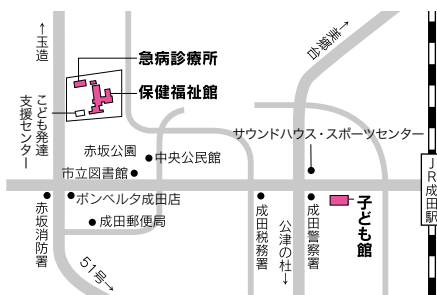 ←玉造
急病診療所
保健福祉館
こども発達
支援センター
←美郷台
サウンドハウス・スポーツセンター
赤坂公園
中央公民館
市立図書館
ボンベルタ成田店
成田郵便局
赤坂消防署
51号→
成田税務署
公津の杜→
成田警察署
子ども館
JR成田駅